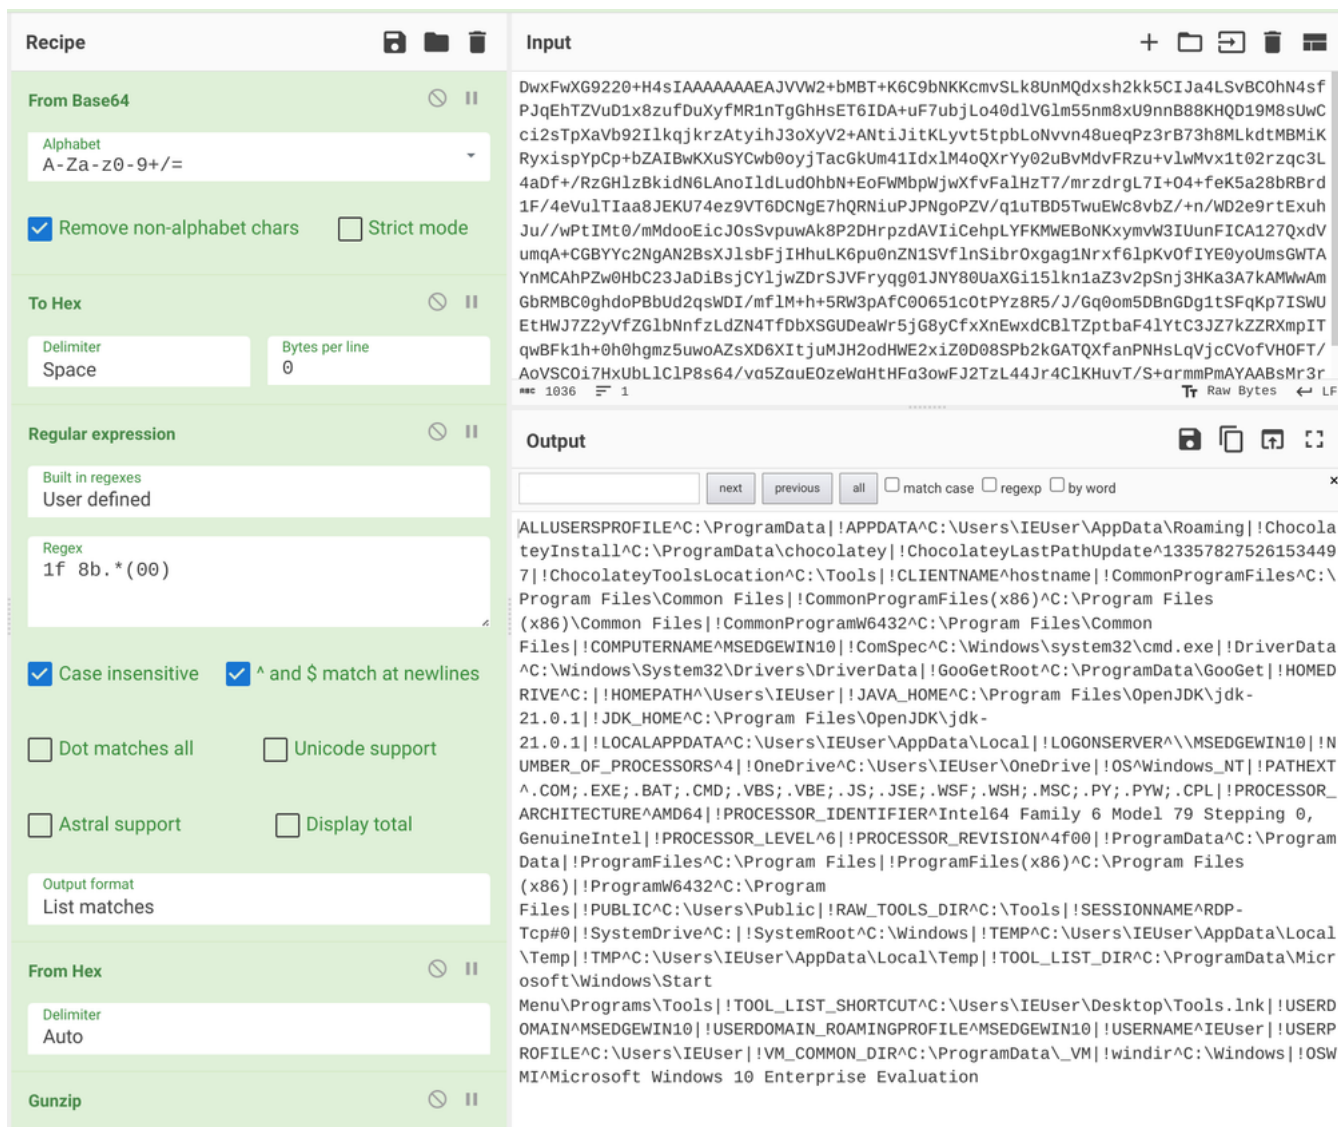 Recipe
From Base64
Alphabet
A-Za-z0-9+/=
Remove non-alphabet chars
Strict mode
To Hex
Delimiter
Space
Bytes per line
0
Regular expression
Built in regexes
User defined
Regex
1f 8b.*(00)
Case insensitive
^ and $ match at newlines
Dot matches all
Unicode support
Astral support
Display total
Output format
List matches
From Hex
Delimiter
Auto
Gunzip
Input
DwxFwXG9220+H4sIAAAAAAAEAJVVW2+bMBT+K6C9bNKKcmvSLk8UnMQdxsh2kk5CIJa4LSvBCOhN4sf
PJqEhTZVuD1x8zufDuXyfMR1nTgGhHsET6IDA+uF7ubjLo40dlVGlm55nm8xU9nnB88KHQD19M8sUwC
ci2sTpXaVb92IlkqjkrzAtyihJ3oXyV2+ANtiJitKLyvt5tpbLoNvvn48ueqPz3rB73h8MLkdtMBMiK
RyxispYpCp+bZAIBwKXuSYCwb0oyjTacGkUm41IdxlM4oQXrYy02uBvMdvFRzu+vlwMvx1t02rzqc3L
4aDf+/RzGHlzBkidN6LAnoIldLudOhbN+EoFWMbpWjwXfvFalHzT7/mrzdrgL7I+O4+feK5a28bRBrd
1F/4eVulTIaa8JEKU74ez9VT6DCNgE7hQRNiuPJPNgoPZV/q1uTBD5TwuEWc8vbZ/+n/WD2e9rtExuh
Ju//wPtIMt0/mMdooEicJOsSvpuwAk8P2DHrpzdAVIiCehpLYFKMWEBoNKxymvW3IUunFICA127QxdV
umqA+CGBYYc2NgAN2BsXJlsbFjIHhuLK6pu0nZN1SVflnSibrOxgag1Nrxf6lpKvOfIYE0yoUmsGWTA
YnMCAhPZw0HbC23JaDiBsjCYljwZDrSJVFryqg01JNY80UaXGi15lkn1aZ3v2pSnj3HKa3A7kAMWwAm
GbRMBC0ghdoPBbUd2qsWDI/mflM+h+5RW3pAfC0O651cOtPYz8R5/J/Gq0om5DBnGDg1tSFqKp7ISWU
EtHWJ7Z2yVfZGlbNnfzLdZN4TfDbXSGUDeaWr5jG8yCfxXnEwxdCBlTZptbaF4lYtC3JZ7kZZRXmpIT
qwBFk1h+0h0hgmz5uwoAZsXD6XItjuMJH2odHWE2xiZ0D08SPb2kGATQXfanPNHsLqVjcCVofVHOFT/
abc 1036
1
Raw Bytes
LF
Output
next
previous
all
match case
regexp
by word
ALLUSERSPROFILE^C:\ProgramData|!APPDATA^C:\Users\IEUser\AppData\Roaming|!Chocola
teyInstall^C:\ProgramData\chocolatey|!ChocolateyLastPathUpdate^13357827526153449
7|!ChocolateyToolsLocation^C:\Tools|!CLIENTNAME^hostname|!CommonProgramFiles^C:\
Program Files\Common Files|!CommonProgramFiles(x86)^C:\Program Files
(x86)\Common Files|!CommonProgramW6432^C:\Program Files\Common
Files|!COMPUTERNAME^MSEDGEWIN10|!ComSpec^C:\Windows\system32\cmd.exe|!DriverData
^C:\Windows\System32\Drivers\DriverData|!GooGetRoot^C:\ProgramData\GooGet|!HOMED
RIVE^C:|!HOMEPATH^\Users\IEUser|!JAVA_HOME^C:\Program Files\OpenJDK\jdk-
21.0.1|!JDK_HOME^C:\Program Files\OpenJDK\jdk-
21.0.1|!LOCALAPPDATA^C:\Users\IEUser\AppData\Local|!LOGONSERVER^\\MSEDGEWIN10|!N
UMBER_OF_PROCESSORS^4|!OneDrive^C:\Users\IEUser\OneDrive|!OS^Windows_NT|!PATHEXT
^.COM;.EXE;.BAT;.CMD;.VBS;.VBE;.JS;.JSE;.WSF;.WSH;.MSC;.PY;.PYW;.CPL|!PROCESSOR_
ARCHITECTURE^AMD64|!PROCESSOR_IDENTIFIER^Intel64 Family 6 Model 79 Stepping 0,
GenuineIntel|!PROCESSOR_LEVEL^6|!PROCESSOR_REVISION^4f00|!ProgramData^C:\Program
Data|!ProgramFiles^C:\Program Files|!ProgramFiles(x86)^C:\Program Files
(x86)|!ProgramW6432^C:\Program
Files|!PUBLIC^C:\Users\Public|!RAW_TOOLS_DIR^C:\Tools|!SESSIONNAME^RDP-
Tcp#0|!SystemDrive^C:|!SystemRoot^C:\Windows|!TEMP^C:\Users\IEUser\AppData\Local
\Temp|!TMP^C:\Users\IEUser\AppData\Local\Temp|!TOOL_LIST_DIR^C:\ProgramData\Micr
osoft\Windows\Start
Menu\Programs\Tools|!TOOL_LIST_SHORTCUT^C:\Users\IEUser\Desktop\Tools.lnk|!USERD
OMAIN^MSEDGEWIN10|!USERDOMAIN_ROAMINGPROFILE^MSEDGEWIN10|!USERNAME^IEUser|!USERP
ROFILE^C:\Users\IEUser|!VM_COMMON_DIR^C:\ProgramData\_VM|!windir^C:\Windows|!OSW
MI^Microsoft Windows 10 Enterprise Evaluation